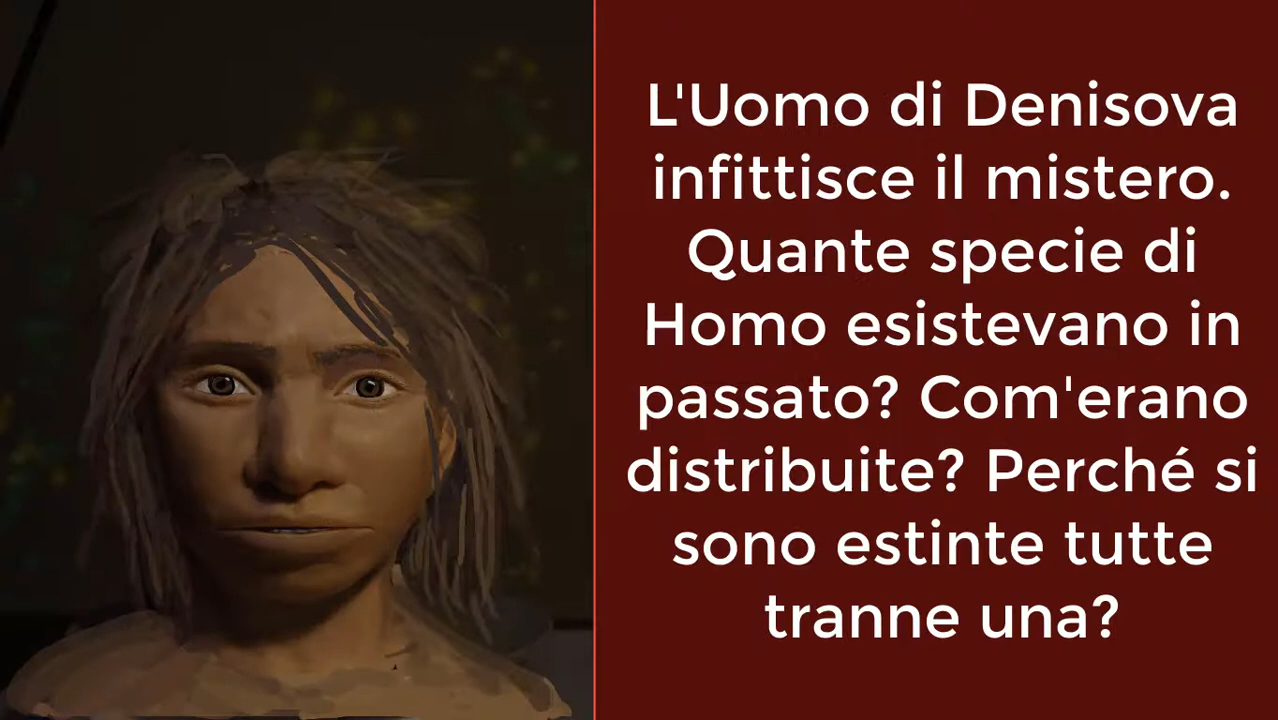 L'Uomo di Denisova
infittisce il mistero.
Quante specie di
Homo esistevano in
passato? Com'erano
distribuite? Perché si
sono estinte tutte
tranne una?